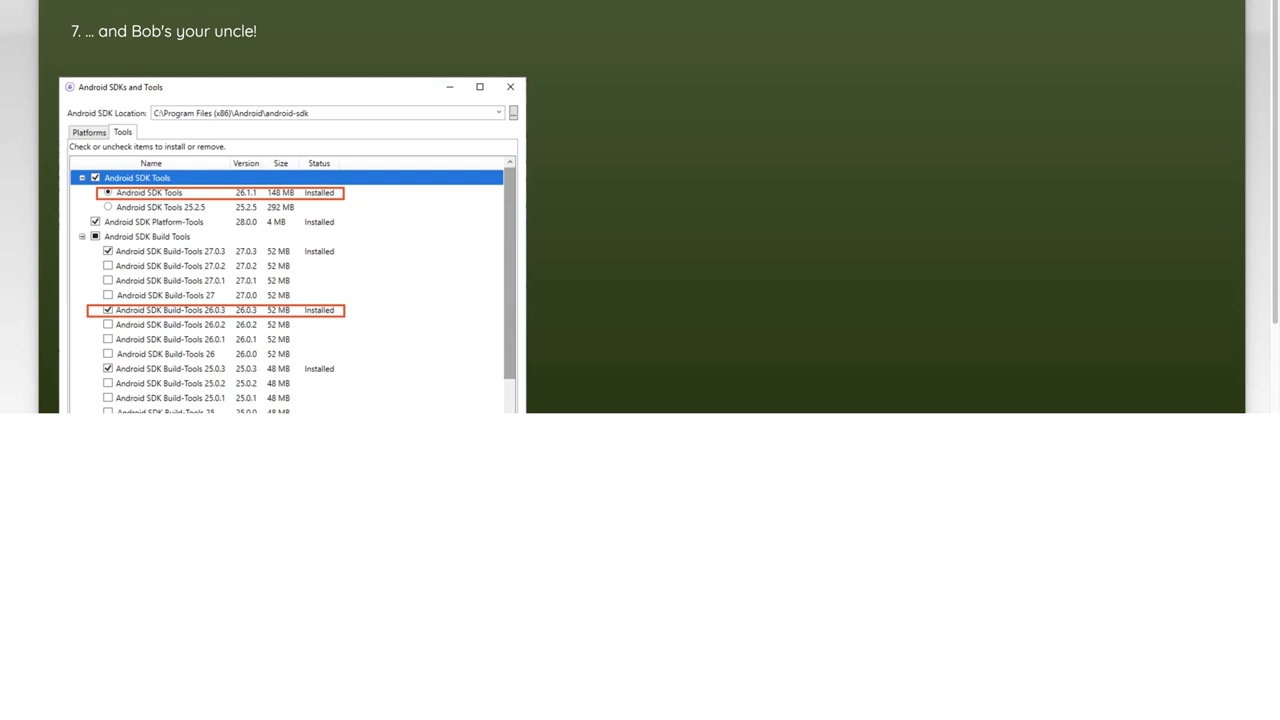 7. ... and Bob's your uncle!
Android SDKs and Tools
Android SDK Location: C:\Program Files (x86)\Android\android-sdk ...
Platforms Tools
Check or uncheck items to install or remove.
Name Version Size Status
Android SDK Tools
Android SDK Tools 26.1.1 148 MB Installed
Android SDK Tools 25.2.5 25.2.5 292 MB
Android SDK Platform-Tools 28.0.0 4 MB Installed
Android SDK Build Tools
Android SDK Build-Tools 27.0.3 27.0.3 52 MB Installed
Android SDK Build-Tools 27.0.2 27.0.2 52 MB
Android SDK Build-Tools 27.0.1 27.0.1 52 MB
Android SDK Build-Tools 27 27.0.0 52 MB
Android SDK Build-Tools 26.0.3 26.0.3 52 MB Installed
Android SDK Build-Tools 26.0.2 26.0.2 52 MB
Android SDK Build-Tools 26.0.1 26.0.1 52 MB
Android SDK Build-Tools 26 26.0.0 52 MB
Android SDK Build-Tools 25.0.3 25.0.3 48 MB Installed
Android SDK Build-Tools 25.0.2 25.0.2 48 MB
Android SDK Build-Tools 25.0.1 25.0.1 48 MB
Android SDK Build-Tools 25 25.0.0 48 MB